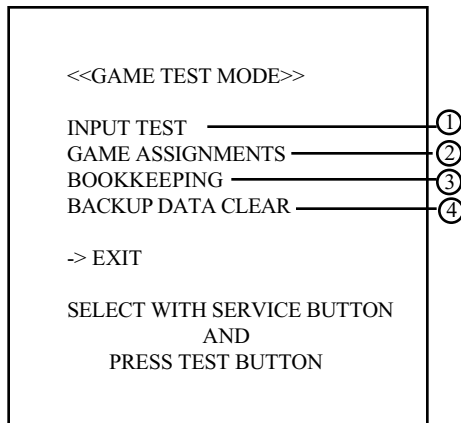 <<GAME TEST MODE>>
INPUT TEST ①
GAME ASSIGNMENTS ②
BOOKKEEPING ③
BACKUP DATA CLEAR ④
-> EXIT
SELECT WITH SERVICE BUTTON
AND
PRESS TEST BUTTON